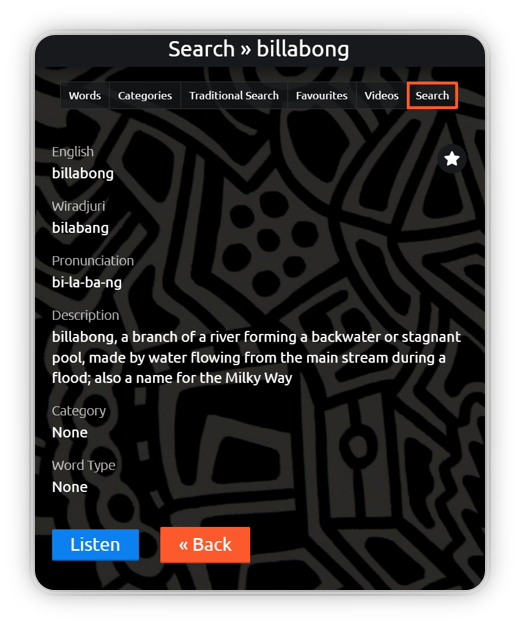 Search » billabong
Words Categories Traditional Search Favourites Videos Search
English
billabong
Wiradjuri
bilabang
Pronunciation
bi-la-ba-ng
Description
billabong, a branch of a river forming a backwater or stagnant
pool, made by water flowing from the main stream during a
flood; also a name for the Milky Way
Category
None
Word Type
None
Listen « Back